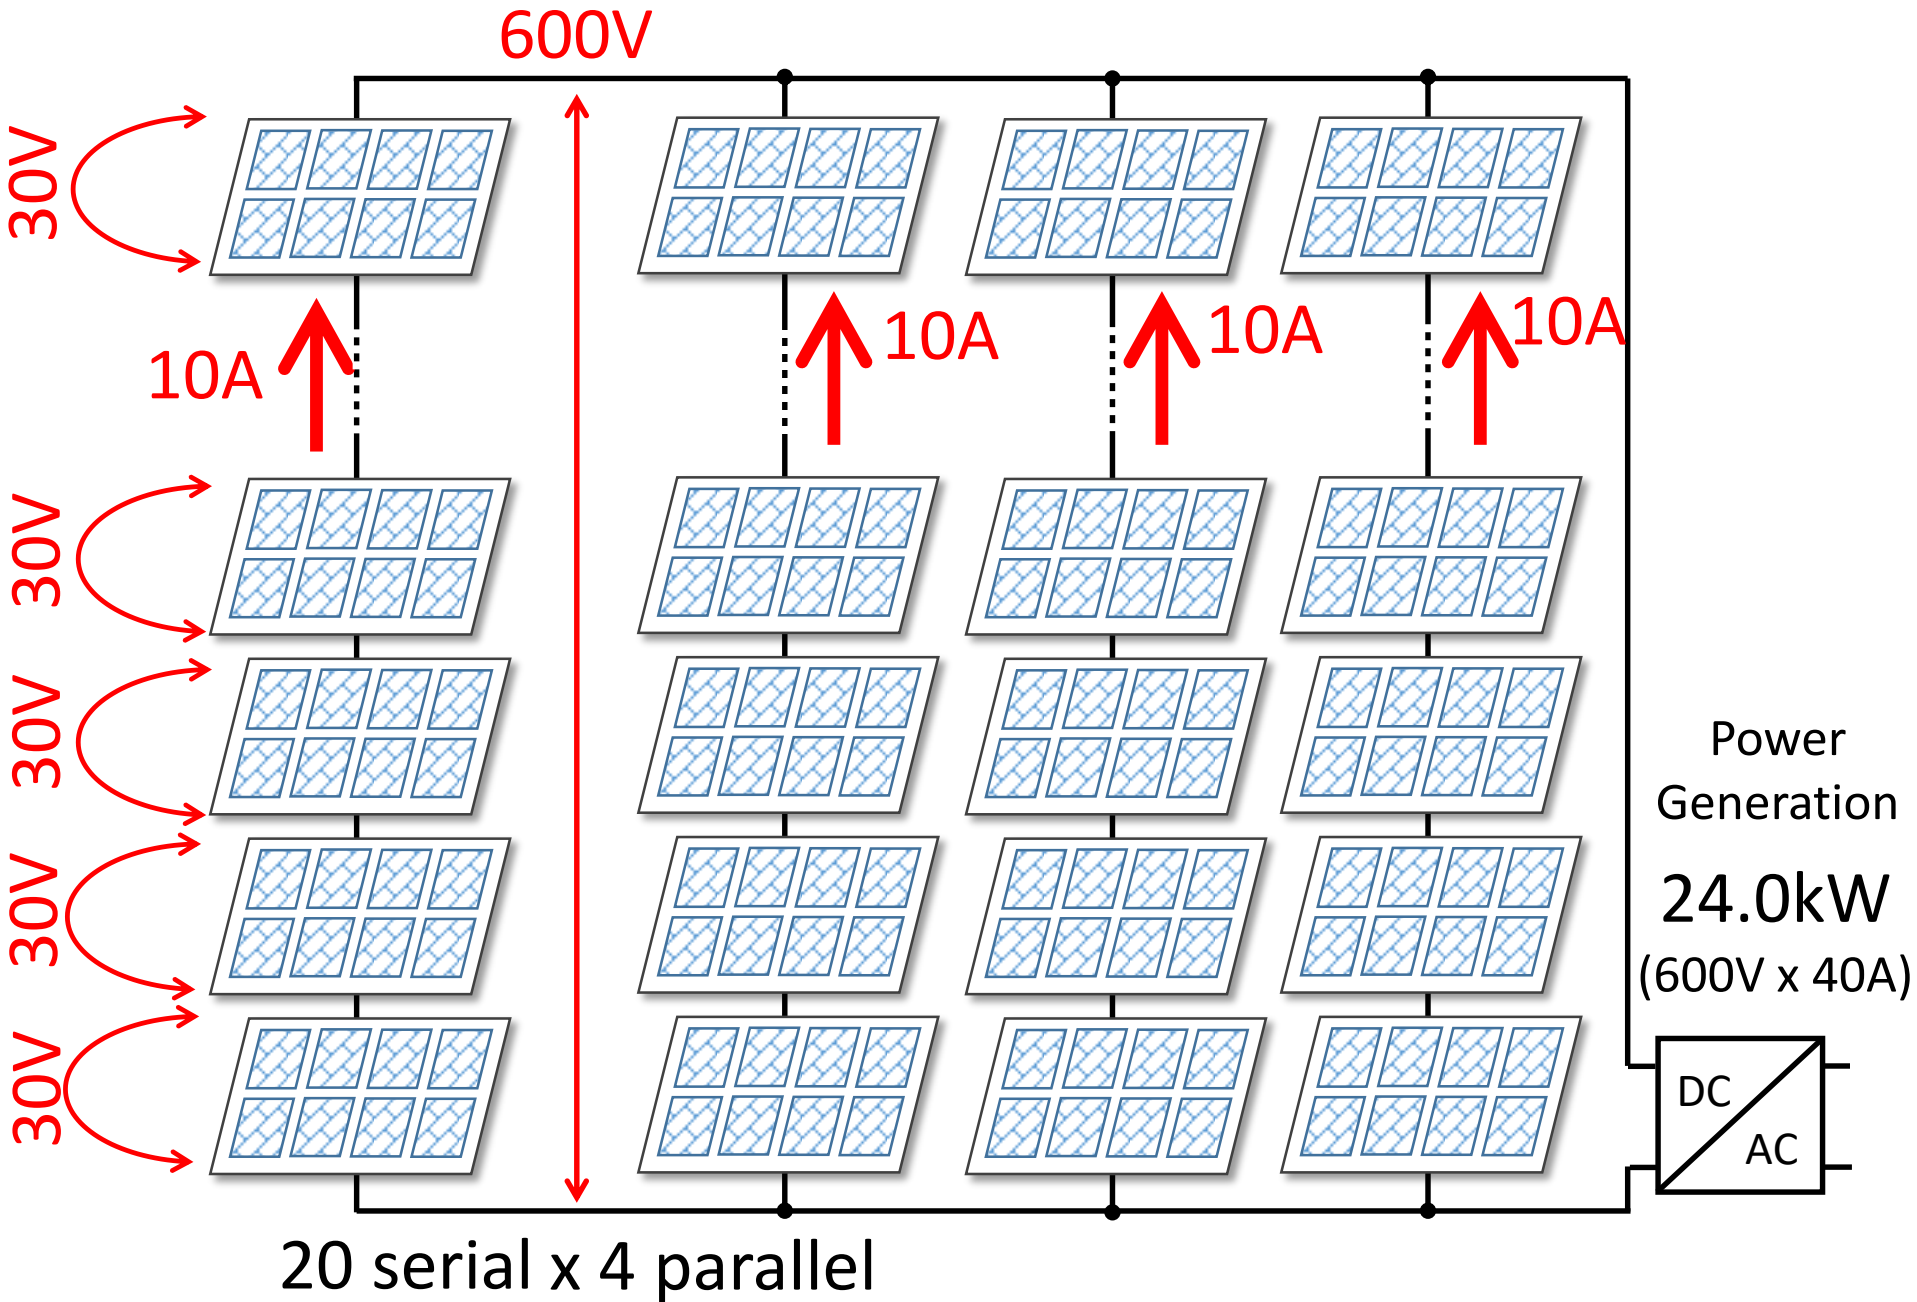 600V
30V
10A
10A
10A
10A
30V
30V
30V
30V
Power
Generation
24.0kW
(600V x 40A)
DC
AC
20 serial x 4 parallel